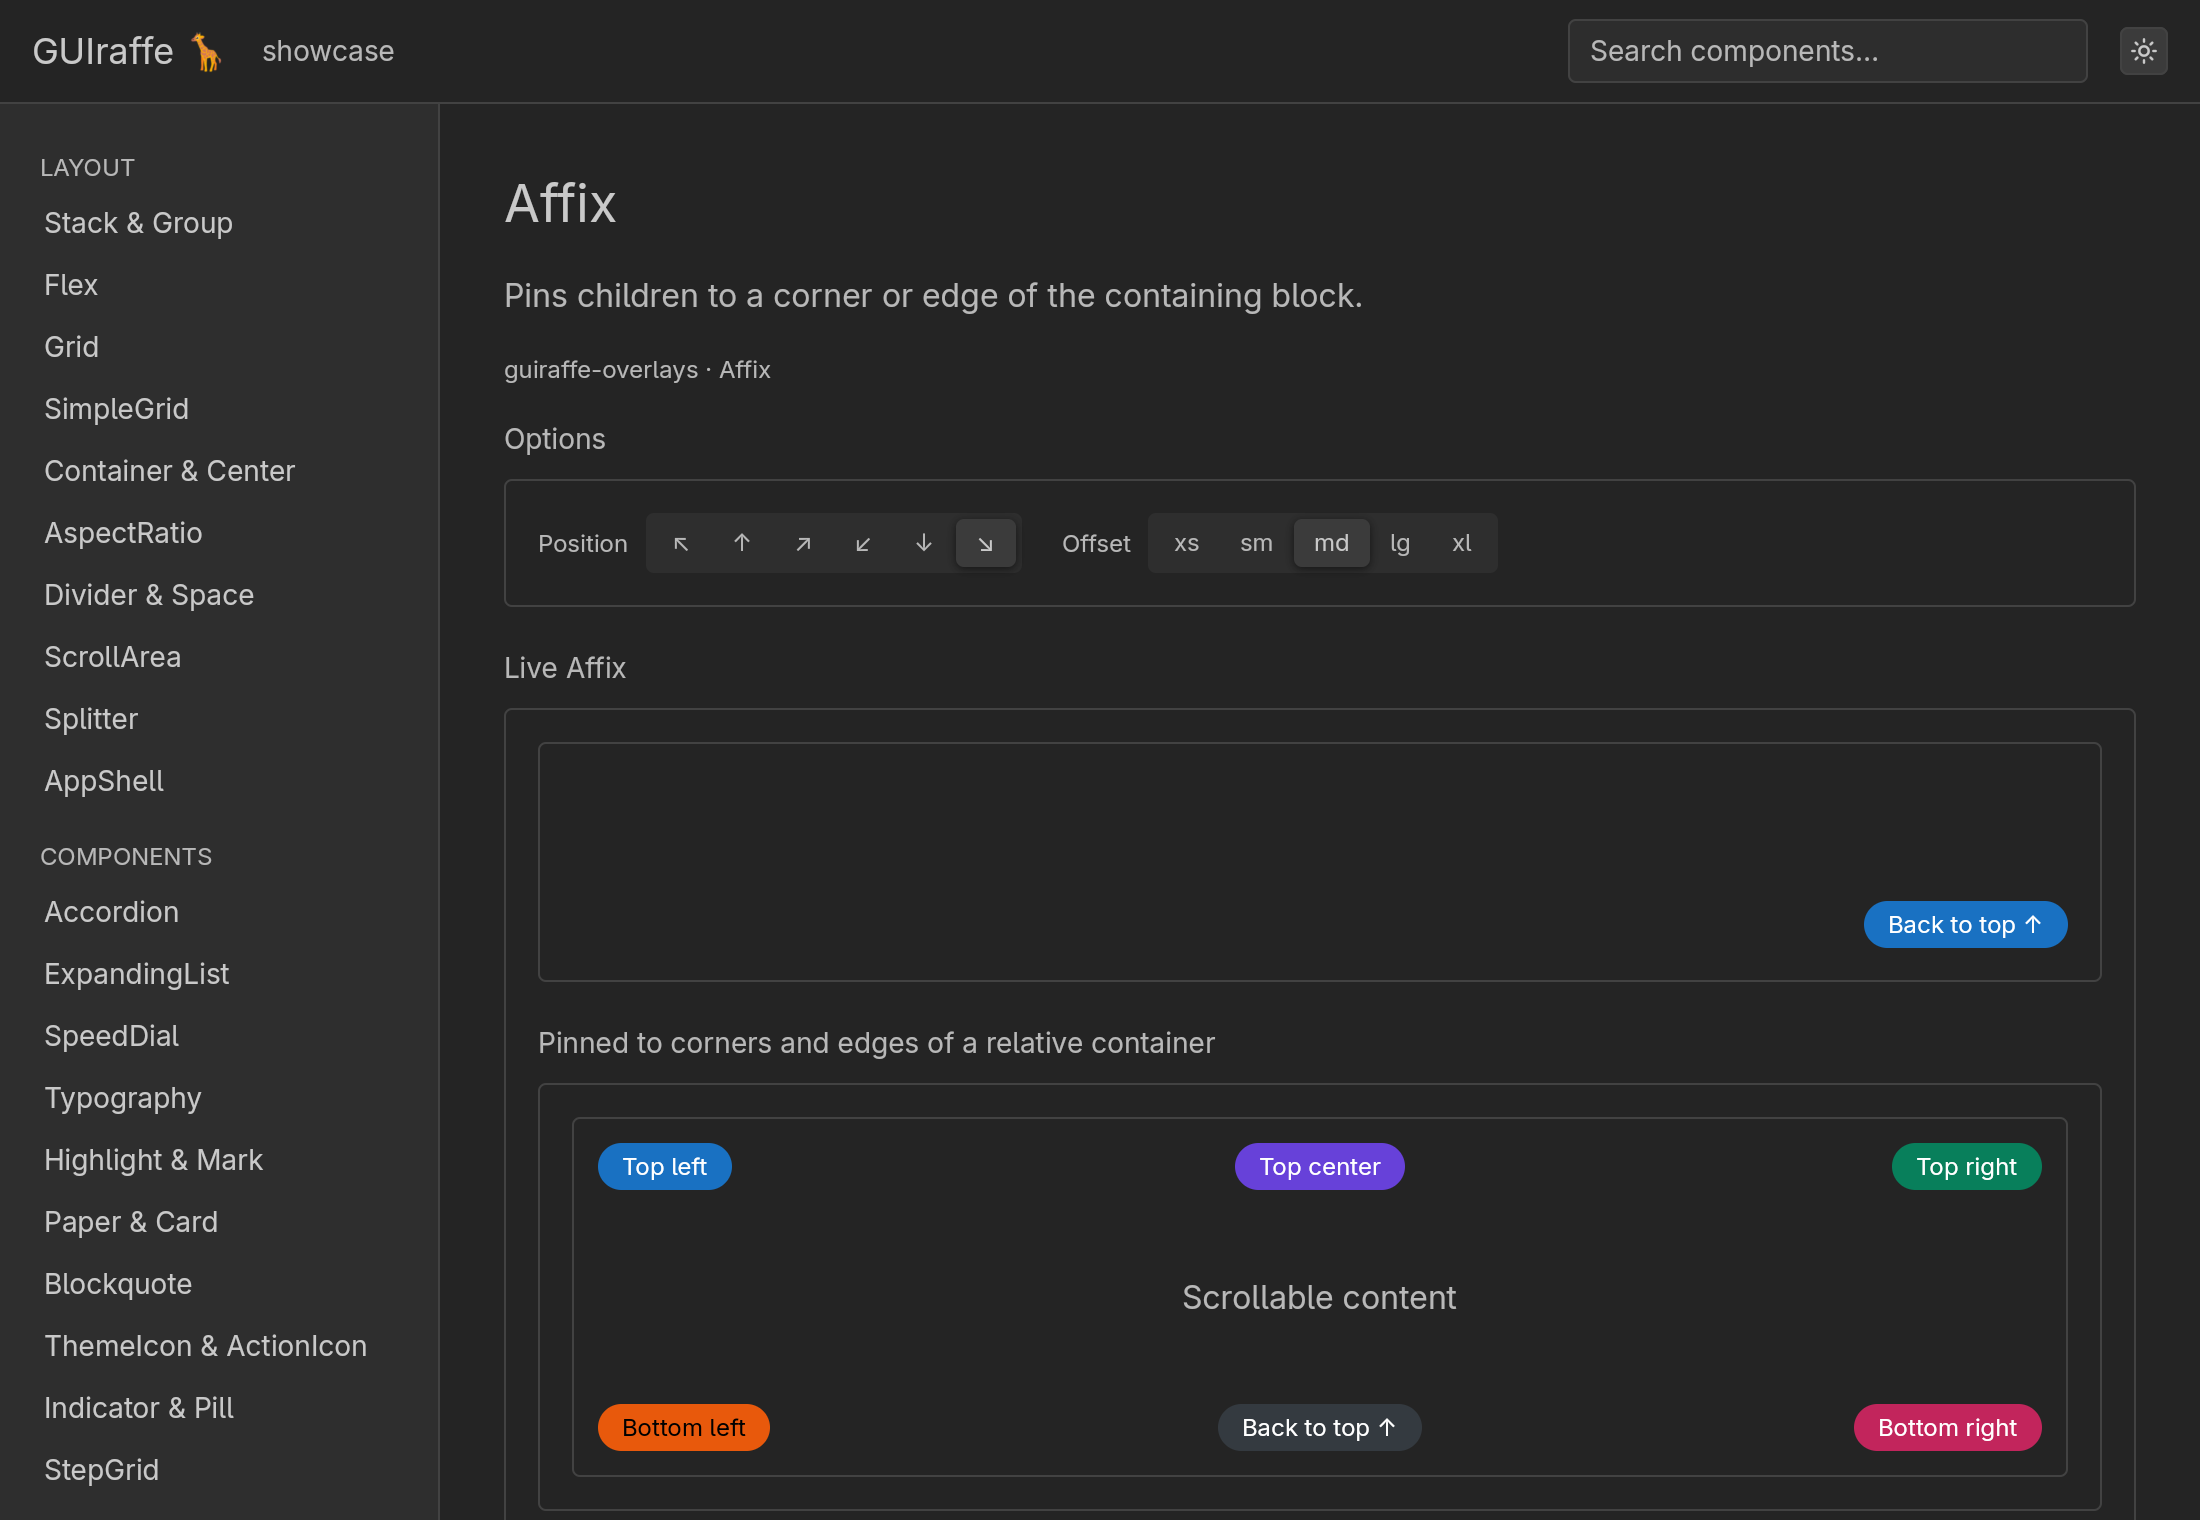 GUIraffe 🦒 showcase
Search components...
LAYOUT
Stack & Group
Flex
Grid
SimpleGrid
Container & Center
AspectRatio
Divider & Space
ScrollArea
Splitter
AppShell
COMPONENTS
Accordion
ExpandingList
SpeedDial
Typography
Highlight & Mark
Paper & Card
Blockquote
ThemeIcon & ActionIcon
Indicator & Pill
StepGrid
Affix
Pins children to a corner or edge of the containing block.
guiraffe-overlays · Affix
Options
Position ↖ ↑ ↗ ↙ ↓ ↘ Offset xs sm md lg xl
Live Affix
Back to top ↑
Pinned to corners and edges of a relative container
Top left Top center Top right
Scrollable content
Bottom left Back to top ↑ Bottom right